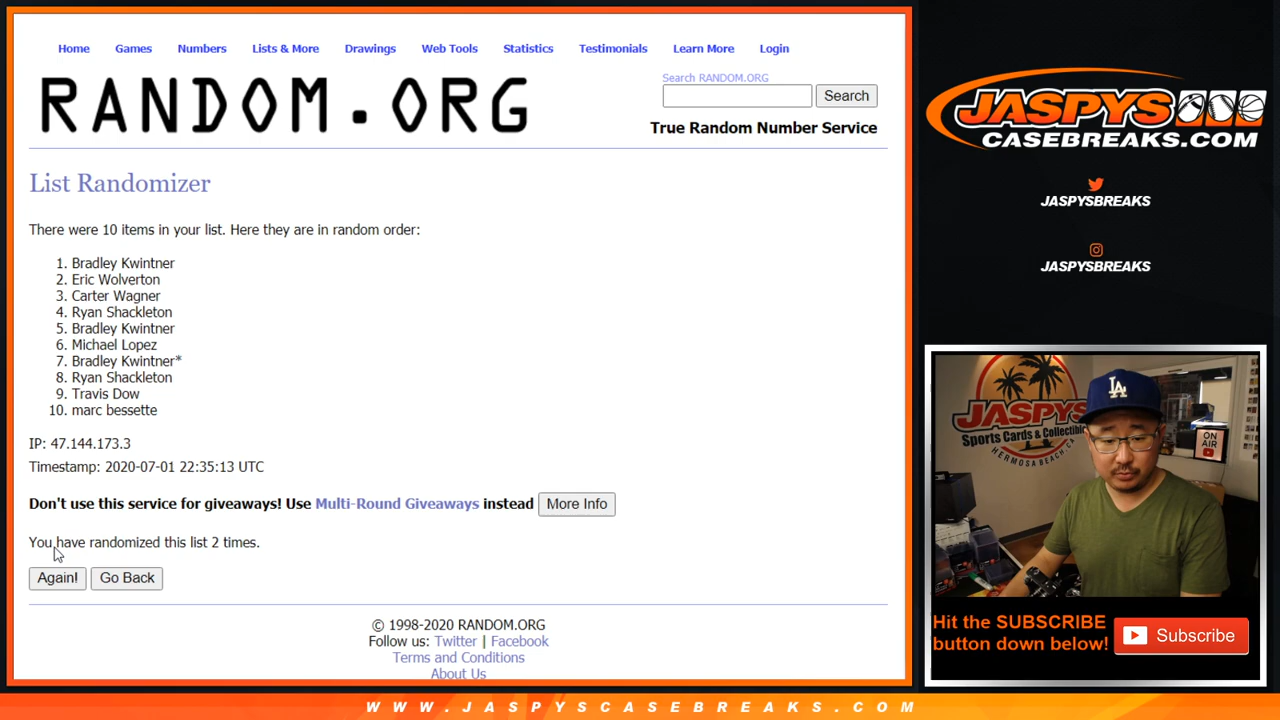 Home Games Numbers Lists & More Drawings Web Tools Statistics Testimonials Learn More Login
RANDOM.ORG
Search RANDOM.ORG
Search
True Random Number Service
List Randomizer
There were 10 items in your list. Here they are in random order:
1. Bradley Kwintner
2. Eric Wolverton
3. Carter Wagner
4. Ryan Shackleton
5. Bradley Kwintner
6. Michael Lopez
7. Bradley Kwintner*
8. Ryan Shackleton
9. Travis Dow
10. marc bessette
IP: 47.144.173.3
Timestamp: 2020-07-01 22:35:13 UTC
Don't use this service for giveaways! Use Multi-Round Giveaways instead More Info
You have randomized this list 2 times.
Again! Go Back
© 1998-2020 RANDOM.ORG
Follow us: Twitter | Facebook
Terms and Conditions
About Us
JASPYS
CASEBREAKS.COM
JASPYSBREAKS
JASPYSBREAKS
JASPYS
Sports Cards & Collectibles
HERMOSA BEACH, CA
LA
ON AIR
Hit the SUBSCRIBE
button down below!
Subscribe
WWW.JASPYSCASEBREAKS.COM